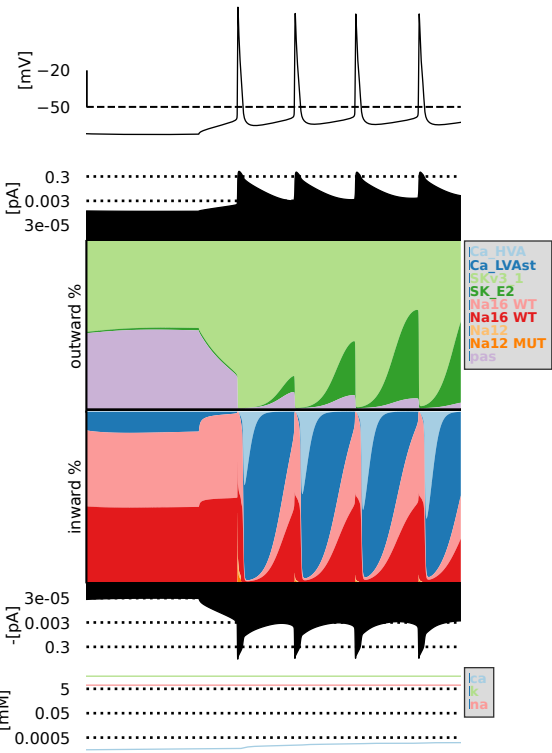 [mV]
−20
−50
[pA]
0.3
0.003
3e-05
outward %
Ca_HVA
Ca_LVAst
SKv3_1
SK_E2
Na16 WT
Na16 WT
Na12
Na12 MUT
pas
inward %
-[pA]
3e-05
0.003
0.3
[mM]
5
0.05
0.0005
ca
k
na